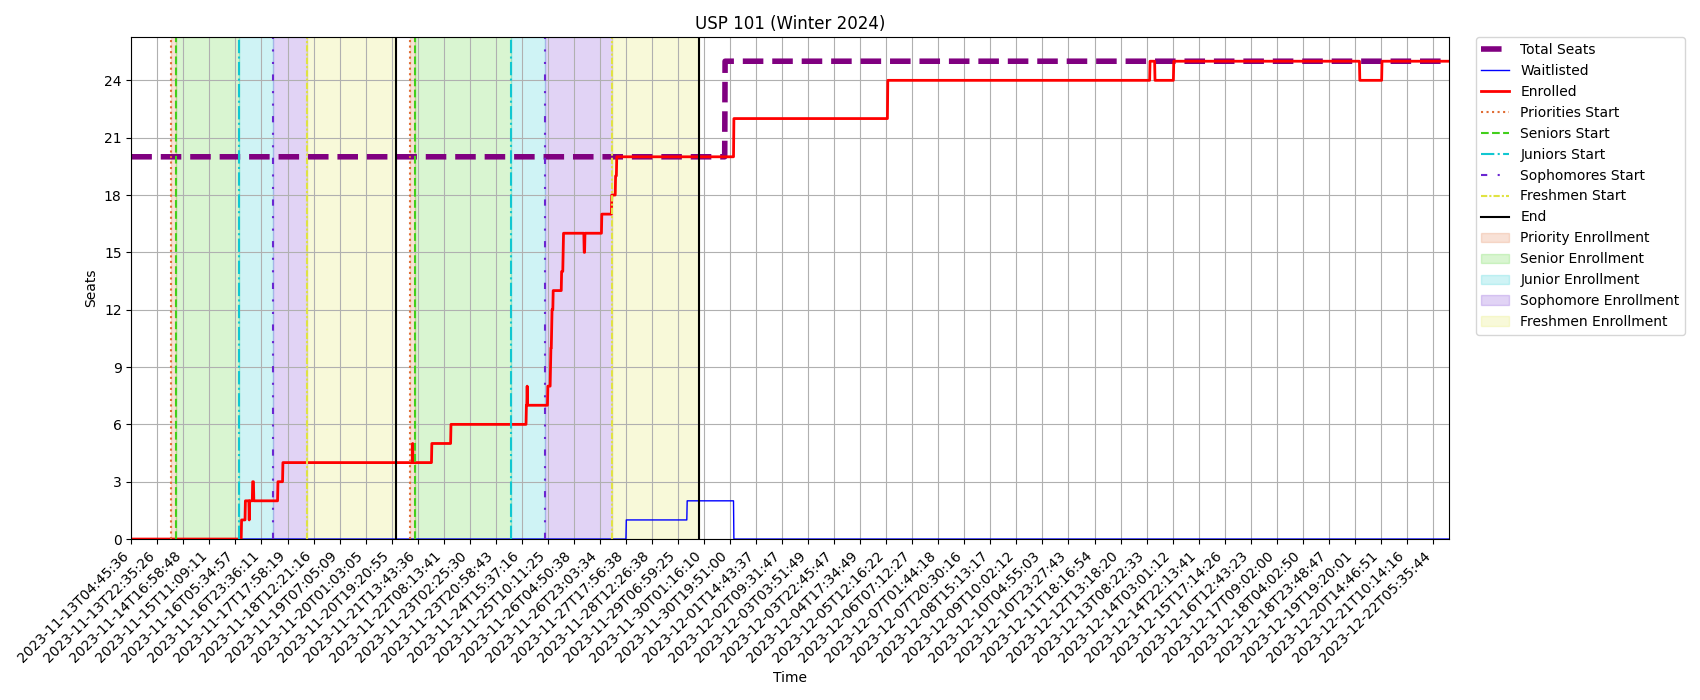 USP 101 (Winter 2024)
Seats
24
21
18
15
12
9
6
3
0
2023-11-13T04:45:36
2023-11-13T22:35:26
2023-11-14T16:58:48
2023-11-15T11:09:11
2023-11-16T05:34:57
2023-11-16T23:36:11
2023-11-17T17:58:19
2023-11-18T12:21:16
2023-11-19T07:05:09
2023-11-20T01:03:05
2023-11-20T19:20:55
2023-11-21T13:43:36
2023-11-22T08:13:41
2023-11-23T02:25:30
2023-11-23T20:58:43
2023-11-24T15:37:16
2023-11-25T10:11:25
2023-11-26T04:50:38
2023-11-26T23:03:34
2023-11-27T17:56:38
2023-11-28T12:26:38
2023-11-29T06:59:25
2023-11-30T01:16:10
2023-11-30T19:51:00
2023-12-01T14:43:37
2023-12-02T09:31:47
2023-12-03T03:51:49
2023-12-03T22:45:47
2023-12-04T17:34:49
2023-12-05T12:16:22
2023-12-06T07:12:27
2023-12-07T01:44:18
2023-12-07T20:30:16
2023-12-08T15:13:17
2023-12-09T10:02:12
2023-12-10T04:55:03
2023-12-10T23:27:43
2023-12-11T18:16:54
2023-12-12T13:18:20
2023-12-13T08:22:33
2023-12-14T03:01:12
2023-12-14T22:13:41
2023-12-15T17:14:26
2023-12-16T12:43:23
2023-12-17T09:02:00
2023-12-18T04:02:50
2023-12-18T23:48:47
2023-12-19T19:20:01
2023-12-20T14:46:51
2023-12-21T10:14:16
2023-12-22T05:35:44
Time
Total Seats
Waitlisted
Enrolled
Priorities Start
Seniors Start
Juniors Start
Sophomores Start
Freshmen Start
End
Priority Enrollment
Senior Enrollment
Junior Enrollment
Sophomore Enrollment
Freshmen Enrollment